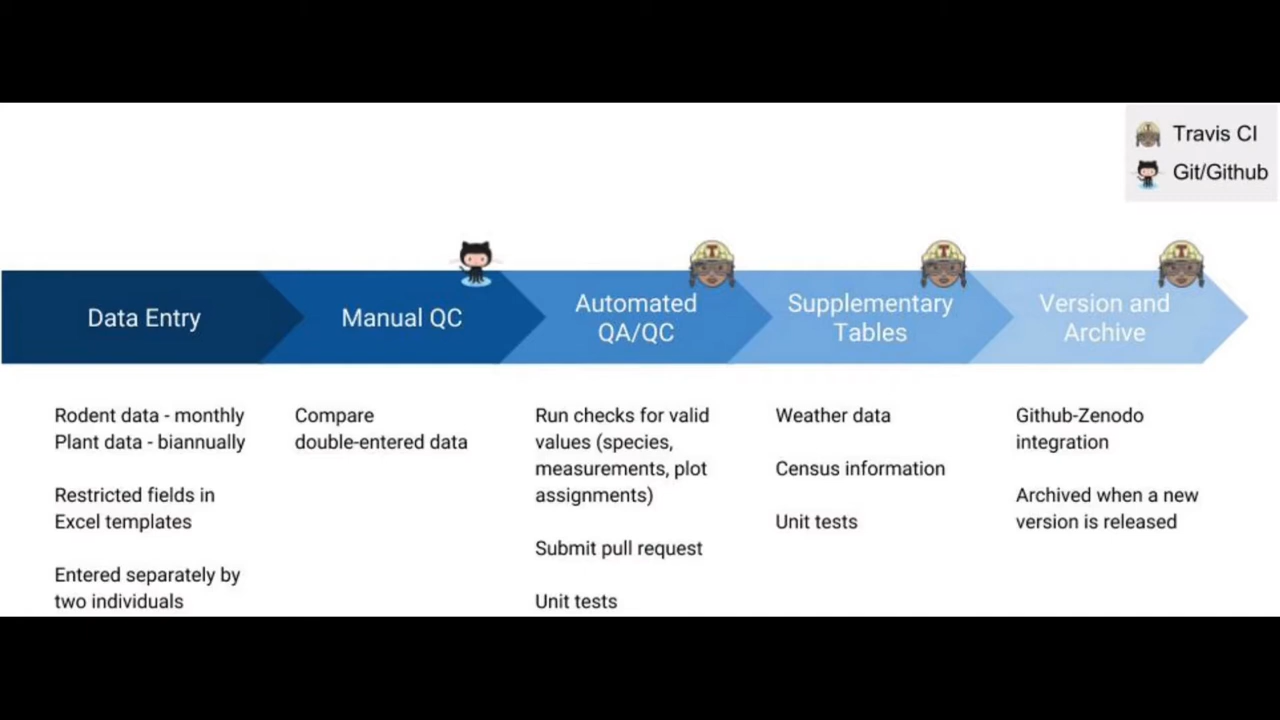 Travis CI
Git/Github
Data Entry
Manual QC
Automated
QA/QC
Supplementary
Tables
Version and
Archive
Rodent data - monthly
Plant data - biannually
Restricted fields in
Excel templates
Entered separately by
two individuals
Compare
double-entered data
Run checks for valid
values (species,
measurements, plot
assignments)
Submit pull request
Unit tests
Weather data
Census information
Unit tests
Github-Zenodo
integration
Archived when a new
version is released